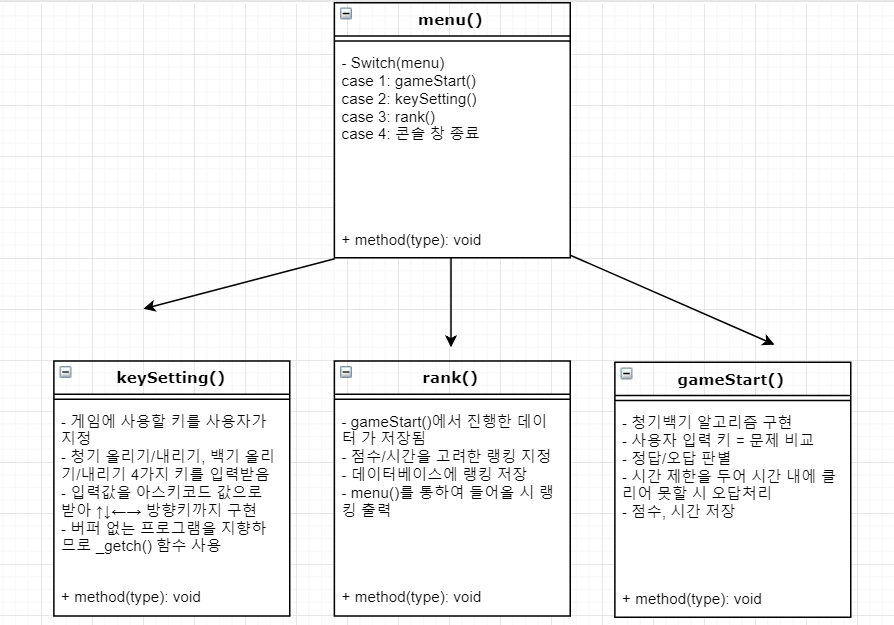 menu()
- Switch(menu)
case 1: gameStart()
case 2: keySetting()
case 3: rank()
case 4: 콘솔 창 종료
+ method(type): void
keySetting()
- 게임에 사용할 키를 사용자가
지정
- 청기 올리기/내리기, 백기 올리
기/내리기 4가지 키를 입력받음
- 입력값을 아스키코드 값으로
받아 ↑↓←→ 방향키까지 구현
- 버퍼 없는 프로그램을 지향하
므로 _getch() 함수 사용
+ method(type): void
rank()
- gameStart()에서 진행한 데이
터 가 저장됨
- 점수/시간을 고려한 랭킹 지정
- 데이터베이스에 랭킹 저장
- menu()를 통하여 들어올 시 랭
킹 출력
+ method(type): void
gameStart()
- 청기백기 알고리즘 구현
- 사용자 입력 키 = 문제 비교
- 정답/오답 판별
- 시간 제한을 두어 시간 내에 클
리어 못할 시 오답처리
- 점수, 시간 저장
+ method(type): void